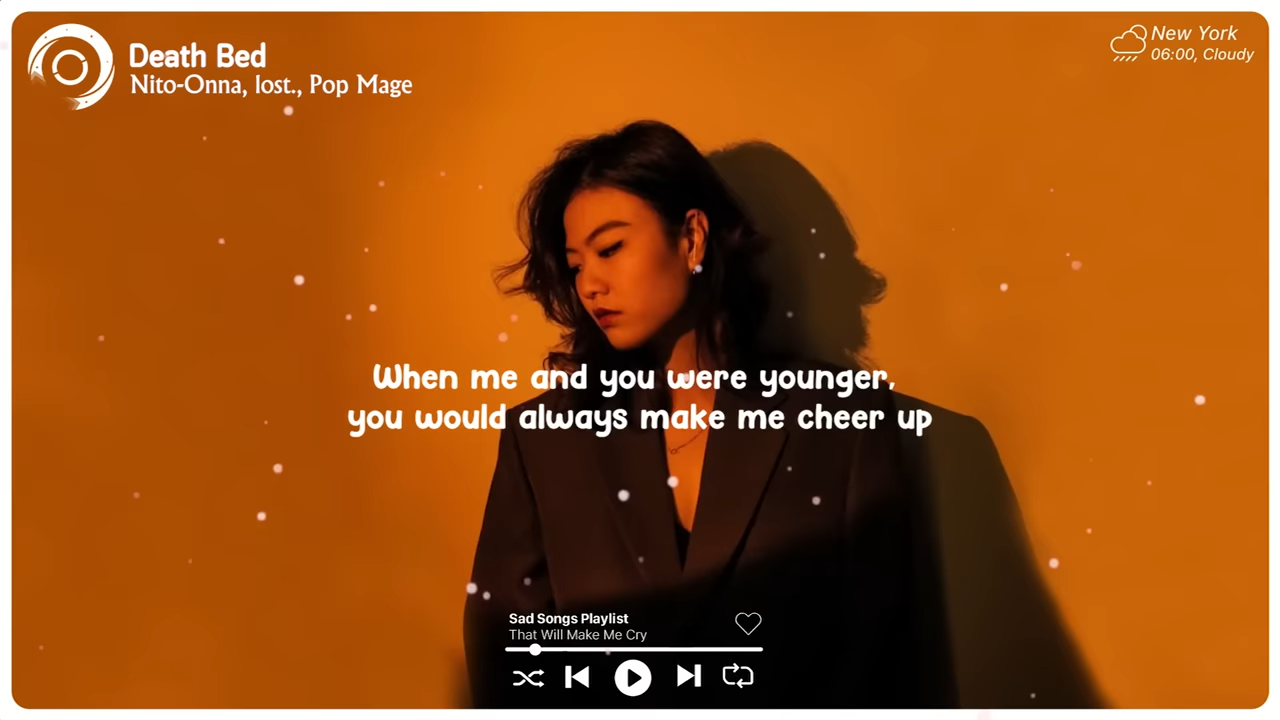 Death Bed
Nito-Onna, lost., Pop Mage
New York
06:00, Cloudy
When me and you were younger,
you would always make me cheer up
Sad Songs Playlist
That Will Make Me Cry